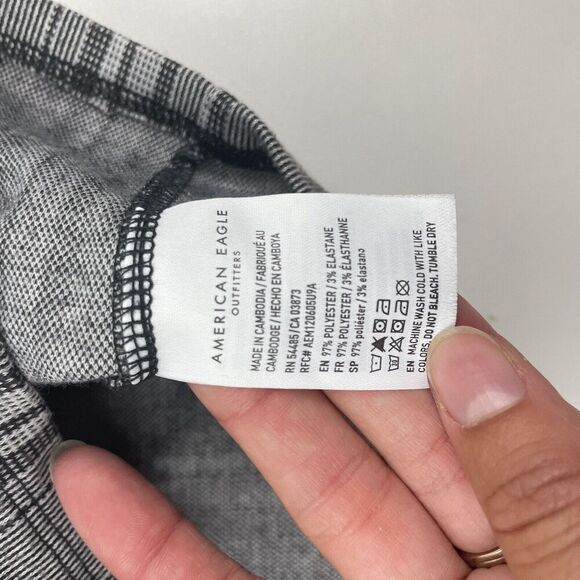 AMERICAN EAGLE
OUTFITTERS
MADE IN CAMBODIA / FABRIQUÉ AU
CAMBODGE / HECHO EN CAMBOYA
RN 54485 / CA 03873
RFC# AEM120605U9A
EN 97% POLYESTER / 3% ELASTANE
FR 97% POLYESTER / 3% ÉLASTHANNE
SP 97% poliéster / 3% elastano
EN MACHINE WASH COLD WITH LIKE
COLORS. DO NOT BLEACH. TUMBLE DRY